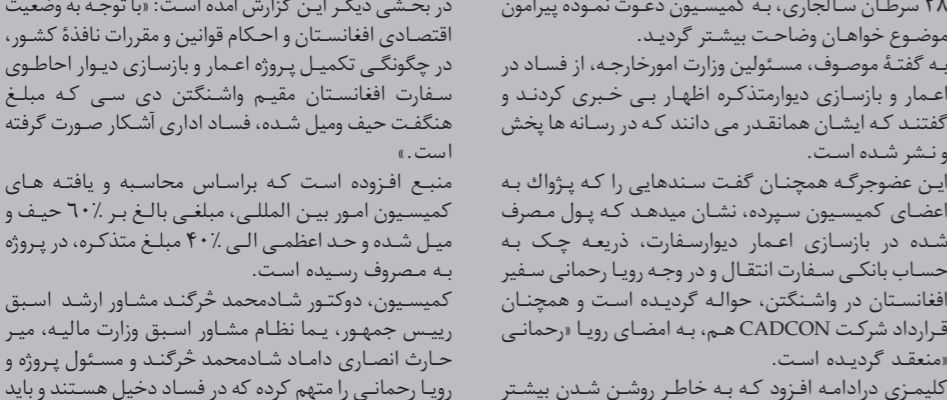 ۲۸ سرطان سالجاری، به کمیسیون دعوت نموده پیرامون
موضوع خواهان وضاحت بیشتر گردید.
به گفتهٔ موصوف، مسئولین وزارت امورخارجه، از فساد در
اعمار و بازسازی دیوارمتذکره اظهار بی خبری کردند و
گفتند که ایشان همانقدر می دانند که در رسانه ها پخش
و نشر شده است.
این عضوجرگه همچنان گفت سندهایی را که پژواك به
اعضای کمیسیون سپرده، نشان میدهد که پول مصرف
شده در بازسازی اعمار دیوارسفارت، ذریعه چک به
حساب بانکی سفارت انتقال و در وجه رویا رحمانی سفیر
افغانستان در واشنگتن، حواله گردیده است و همچنان
قرارداد شرکت CADCON هم، به امضای رویا «رحمانی
«منعقد گردیده است.
کلیمزی درادامه افزود که به خاطر روشن شدن بیشتر
در بخشی دیگر این گزارش آمده است: «با توجه به وضعیت
اقتصادی افغانستان و احکام قوانین و مقررات نافذهٔ کشور،
در چگونگی تکمیل پروژه اعمار و بازسازی دیوار احاطوی
سفارت افغانستان مقیم واشنگتن دی سی که مبلغ
هنگفت حیف ومیل شده، فساد اداری آشکار صورت گرفته
است.»
منبع افزوده است که براساس محاسبه و یافته های
کمیسیون امور بین المللی، مبلغی بالغ بر ٦٠٪ حیف و
میل شده و حد اعظمی الی ۴۰٪ مبلغ متذکره، در پروژه
به مصروف رسیده است.
کمیسیون، دوکتور شادمحمد څرگند مشاور ارشد اسبق
رییس جمهور، یما نظام مشاور اسبق وزارت مالیه، میر
حارث انصاری داماد شادمحمد څرگند و مسئول پروژه و
رویا رحمانی را متهم کرده که در فساد دخیل هستند و باید